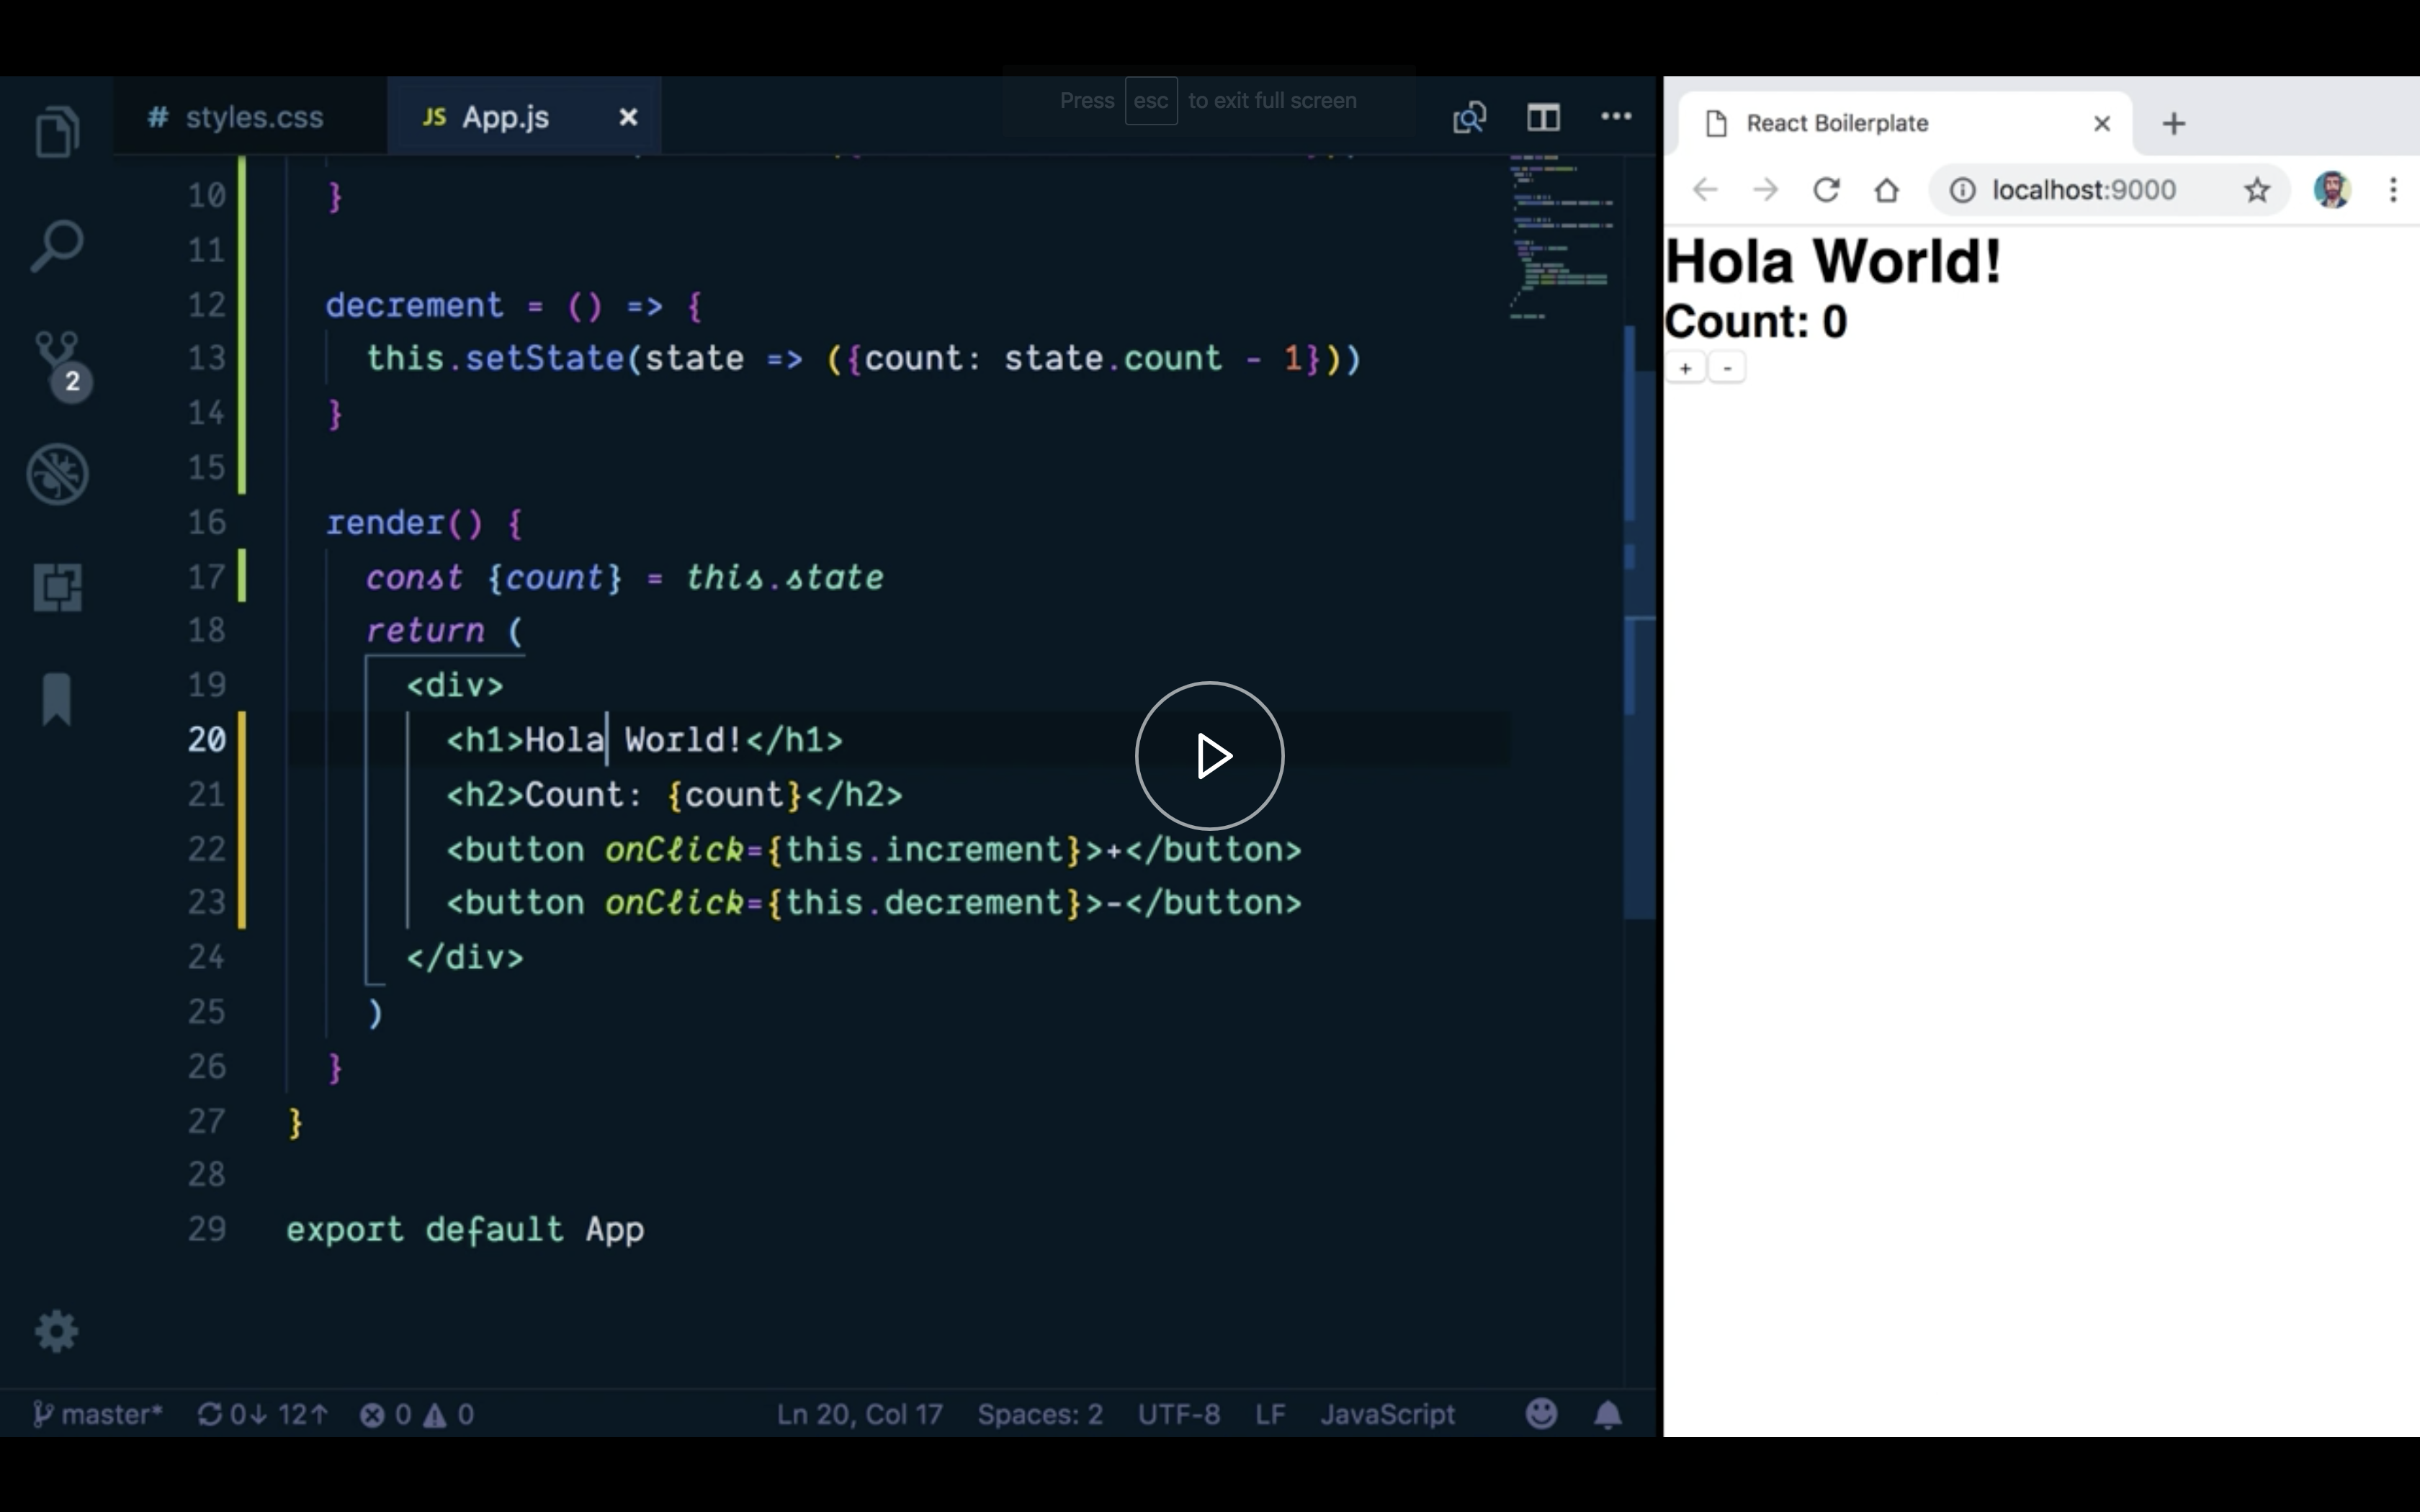 # styles.css
JS App.js
Press esc to exit full screen
10 }
11
12 decrement = () => {
13 this.setState(state => ({count: state.count - 1}))
14 }
15
16 render() {
17 const {count} = this.state
18 return (
19 <div>
20 <h1>Hola World!</h1>
21 <h2>Count: {count}</h2>
22 <button onClick={this.increment}>+</button>
23 <button onClick={this.decrement}>-</button>
24 </div>
25 )
26 }
27 }
28
29 export default App
2
master* 0↓ 12↑ 0 0 Ln 20, Col 17 Spaces: 2 UTF-8 LF JavaScript
React Boilerplate
localhost:9000
Hola World!
Count: 0
+ -